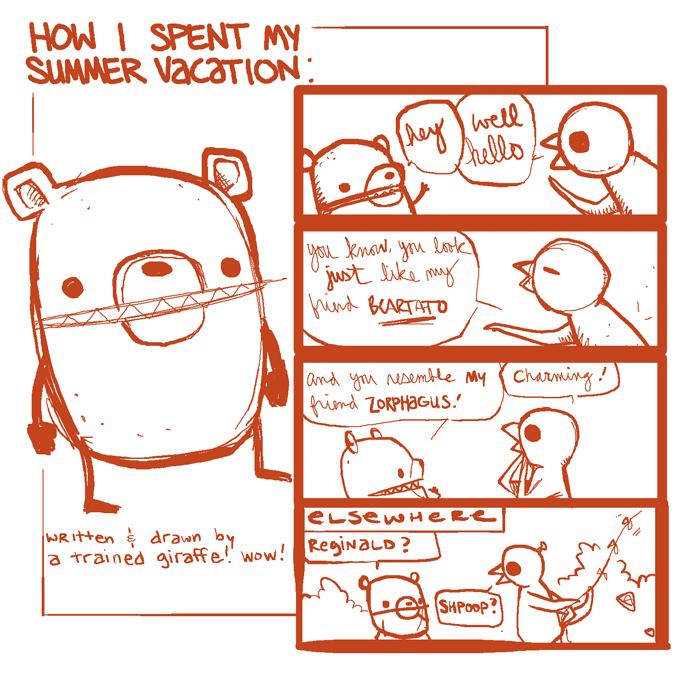 HOW I SPENT MY
SUMMER VACATION:
hey
well
hello
you know, you look
just like my
friend BEARTATO
and you resemble my
friend ZORPHAGUS!
Charming!
ELSEWHERE
Reginald?
SHPOOP?
written & drawn by
a trained giraffe! wow!